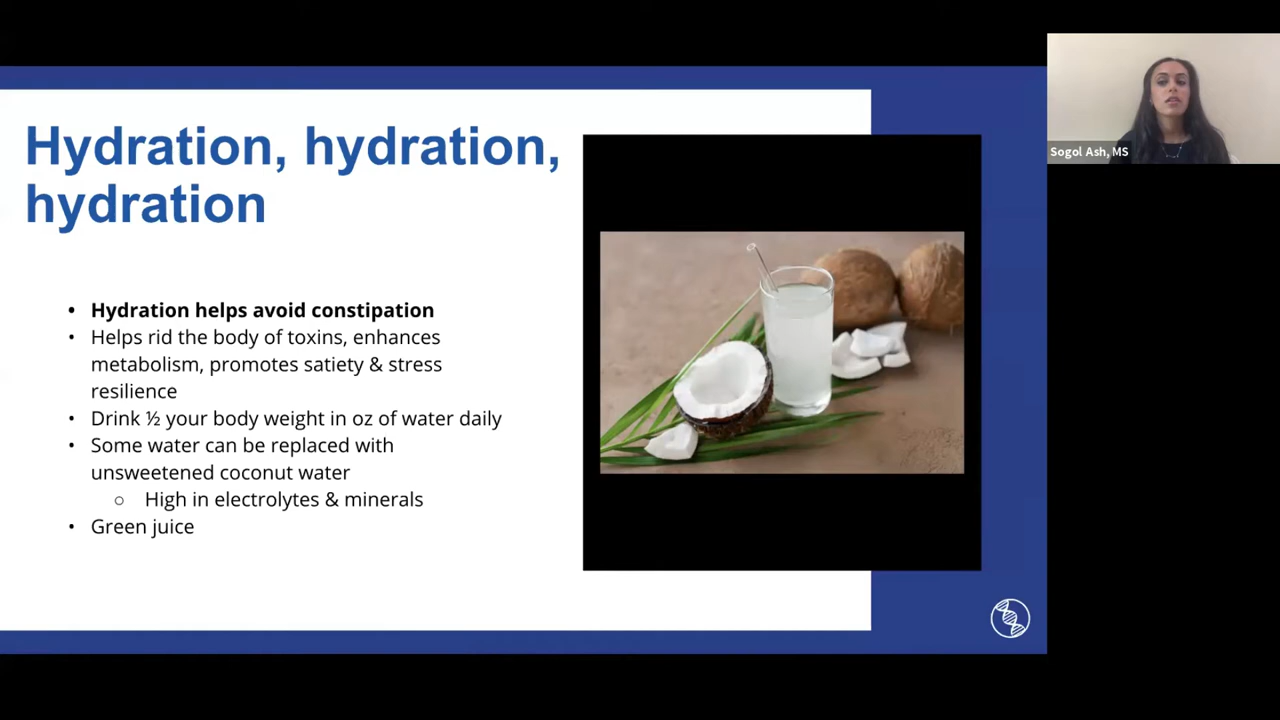 Hydration, hydration,
hydration
Sogol Ash, MS
• Hydration helps avoid constipation
• Helps rid the body of toxins, enhances
metabolism, promotes satiety & stress
resilience
• Drink ½ your body weight in oz of water daily
• Some water can be replaced with
unsweetened coconut water
○ High in electrolytes & minerals
• Green juice